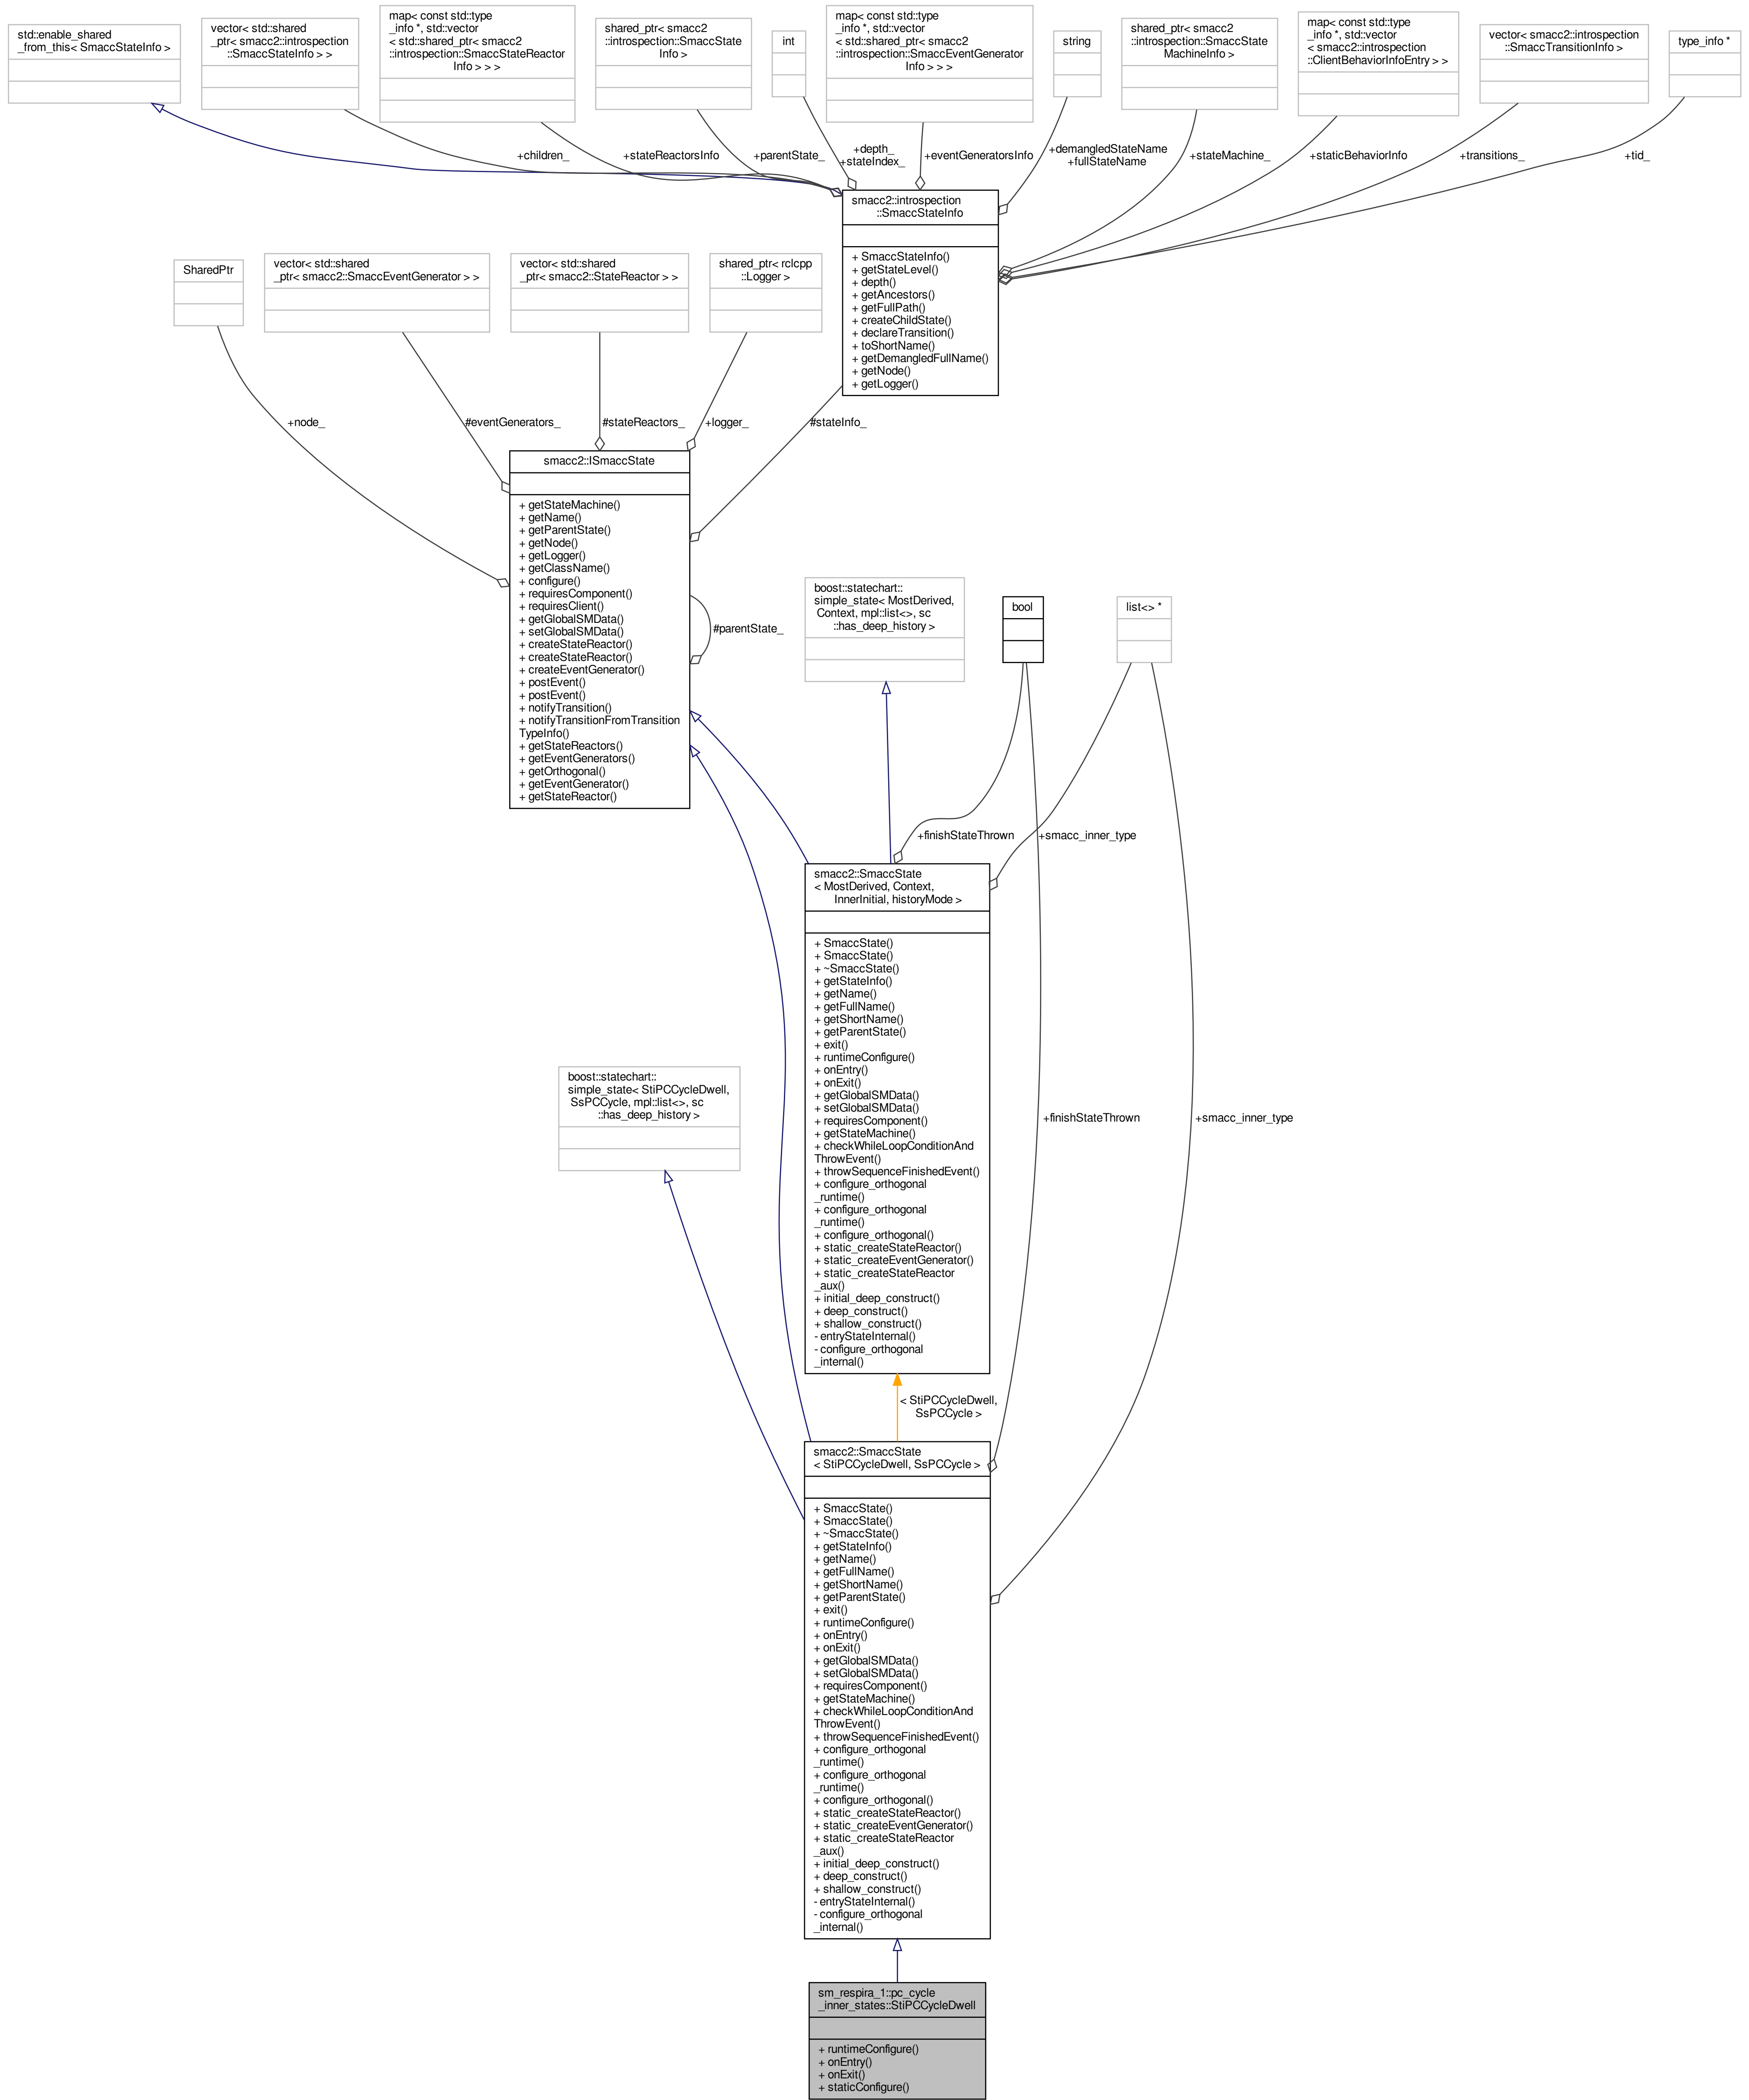 std::enable_shared
_from_this< SmaccStateInfo >
vector< std::shared
_ptr< smacc2::introspection
::SmaccStateInfo > >
map< const std::type
_info *, std::vector
< std::shared_ptr< smacc2
::introspection::SmaccStateReactor
Info > > >
shared_ptr< smacc2
::introspection::SmaccState
Info >
int
map< const std::type
_info *, std::vector
< std::shared_ptr< smacc2
::introspection::SmaccEventGenerator
Info > > >
string
shared_ptr< smacc2
::introspection::SmaccState
MachineInfo >
map< const std::type
_info *, std::vector
< smacc2::introspection
::ClientBehaviorInfoEntry > >
vector< smacc2::introspection
::SmaccTransitionInfo >
type_info *
+children_
+stateReactorsInfo
+parentState_
+depth_
+stateIndex_
+eventGeneratorsInfo
+demangledStateName
+fullStateName
+stateMachine_
+staticBehaviorInfo
+transitions_
+tid_
smacc2::introspection
::SmaccStateInfo
+ SmaccStateInfo()
+ getStateLevel()
+ depth()
+ getAncestors()
+ getFullPath()
+ createChildState()
+ declareTransition()
+ toShortName()
+ getDemangledFullName()
+ getNode()
+ getLogger()
SharedPtr
vector< std::shared
_ptr< smacc2::SmaccEventGenerator > >
vector< std::shared
_ptr< smacc2::StateReactor > >
shared_ptr< rclcpp
::Logger >
+node_
#eventGenerators_
#stateReactors_
+logger_
#stateInfo_
smacc2::ISmaccState
+ getStateMachine()
+ getName()
+ getParentState()
+ getNode()
+ getLogger()
+ getClassName()
+ configure()
+ requiresComponent()
+ requiresClient()
+ getGlobalSMData()
+ setGlobalSMData()
+ createStateReactor()
+ createStateReactor()
+ createEventGenerator()
+ postEvent()
+ postEvent()
+ notifyTransition()
+ notifyTransitionFromTransition
TypeInfo()
+ getStateReactors()
+ getEventGenerators()
+ getOrthogonal()
+ getEventGenerator()
+ getStateReactor()
#parentState_
boost::statechart::
simple_state< MostDerived,
Context, mpl::list<>, sc
::has_deep_history >
bool
list<> *
+finishStateThrown
+smacc_inner_type
smacc2::SmaccState
< MostDerived, Context,
InnerInitial, historyMode >
+ SmaccState()
+ SmaccState()
+ ~SmaccState()
+ getStateInfo()
+ getName()
+ getFullName()
+ getShortName()
+ getParentState()
+ exit()
+ runtimeConfigure()
+ onEntry()
+ onExit()
+ getGlobalSMData()
+ setGlobalSMData()
+ requiresComponent()
+ getStateMachine()
+ checkWhileLoopConditionAnd
ThrowEvent()
+ throwSequenceFinishedEvent()
+ configure_orthogonal
_runtime()
+ configure_orthogonal
_runtime()
+ configure_orthogonal()
+ static_createStateReactor()
+ static_createEventGenerator()
+ static_createStateReactor
_aux()
+ initial_deep_construct()
+ deep_construct()
+ shallow_construct()
- entryStateInternal()
- configure_orthogonal
_internal()
boost::statechart::
simple_state< StiPCCycleDwell,
SsPCCycle, mpl::list<>, sc
::has_deep_history >
+finishStateThrown
+smacc_inner_type
< StiPCCycleDwell,
SsPCCycle >
smacc2::SmaccState
< StiPCCycleDwell, SsPCCycle >
+ SmaccState()
+ SmaccState()
+ ~SmaccState()
+ getStateInfo()
+ getName()
+ getFullName()
+ getShortName()
+ getParentState()
+ exit()
+ runtimeConfigure()
+ onEntry()
+ onExit()
+ getGlobalSMData()
+ setGlobalSMData()
+ requiresComponent()
+ getStateMachine()
+ checkWhileLoopConditionAnd
ThrowEvent()
+ throwSequenceFinishedEvent()
+ configure_orthogonal
_runtime()
+ configure_orthogonal
_runtime()
+ configure_orthogonal()
+ static_createStateReactor()
+ static_createEventGenerator()
+ static_createStateReactor
_aux()
+ initial_deep_construct()
+ deep_construct()
+ shallow_construct()
- entryStateInternal()
- configure_orthogonal
_internal()
sm_respira_1::pc_cycle
_inner_states::StiPCCycleDwell
+ runtimeConfigure()
+ onEntry()
+ onExit()
+ staticConfigure()